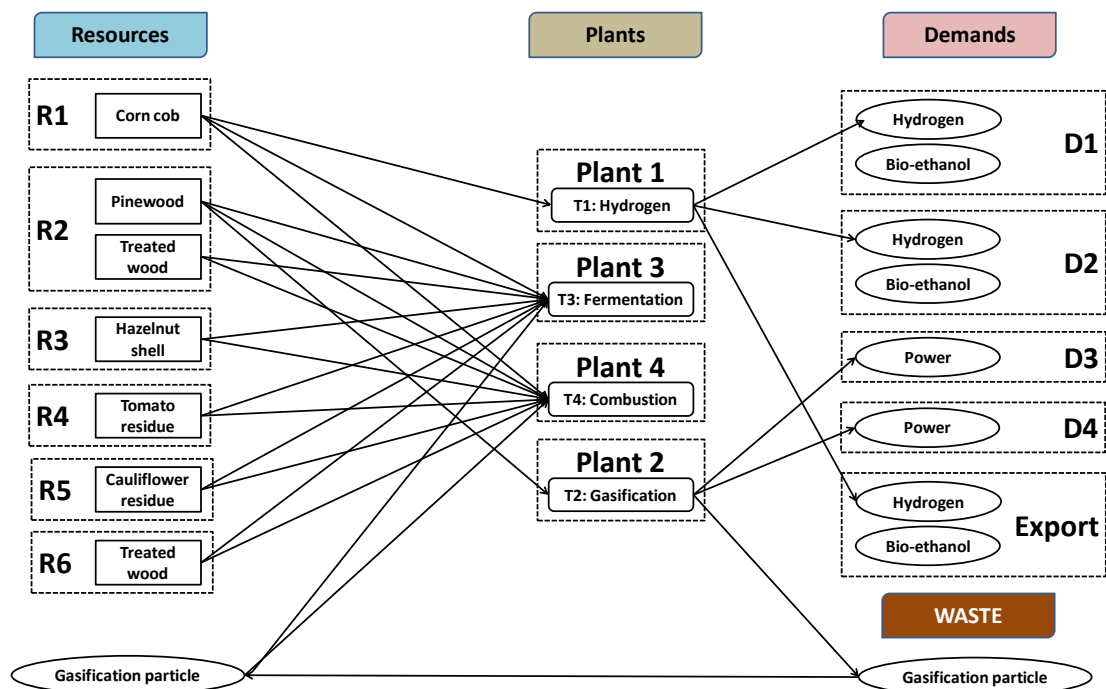 Resources
Plants
Demands
R1
Corn cob
R2
Pinewood
Treated
wood
R3
Hazelnut
shell
R4
Tomato
residue
R5
Cauliflower
residue
R6
Treated
wood
Gasification particle
Plant 1
T1: Hydrogen
Plant 3
T3: Fermentation
Plant 4
T4: Combustion
Plant 2
T2: Gasification
Hydrogen
Bio-ethanol
D1
Hydrogen
Bio-ethanol
D2
Power
D3
Power
D4
Hydrogen
Bio-ethanol
Export
WASTE
Gasification particle